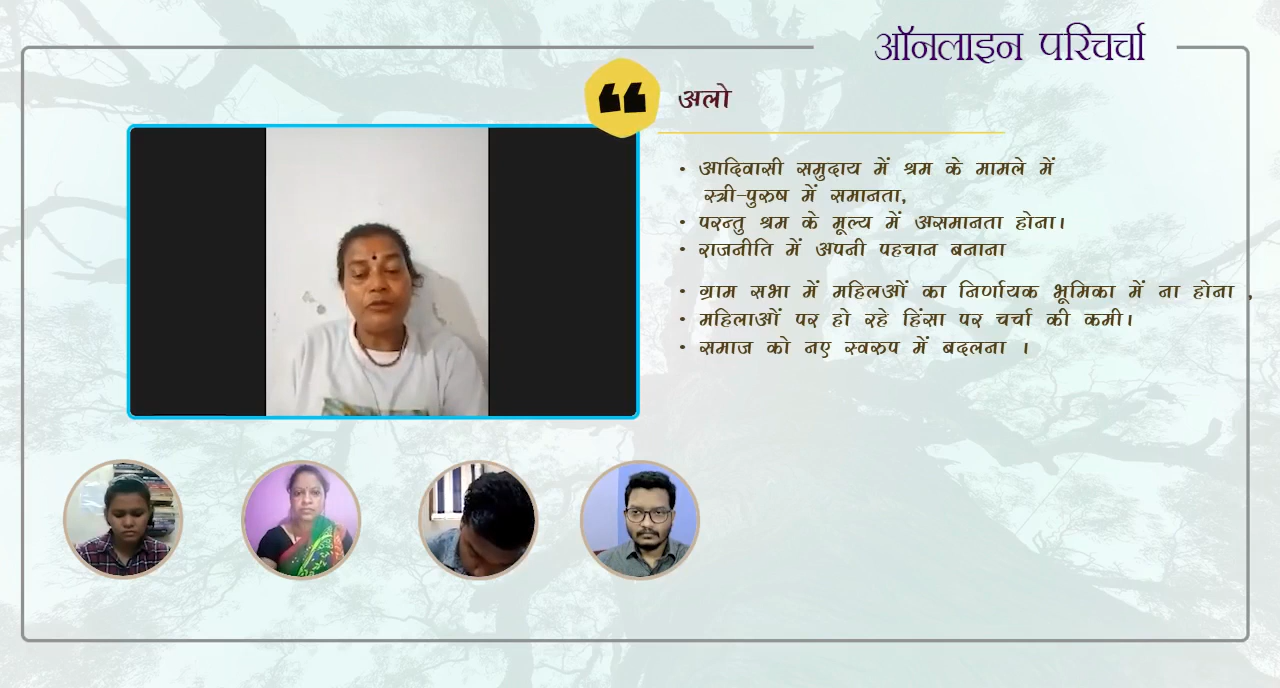 ऑनलाइन परिचर्चा
अलो
• आदिवासी समुदाय में श्रम के मामले में
स्त्री-पुरुष में समानता,
• परन्तु श्रम के मूल्य में असमानता होना।
• राजनीति में अपनी पहचान बनाना
• ग्राम सभा में महिलओं का निर्णायक भूमिका में ना होना ,
• महिलाओं पर हो रहे हिंसा पर चर्चा की कमी।
• समाज को नए स्वरुप में बदलना ।